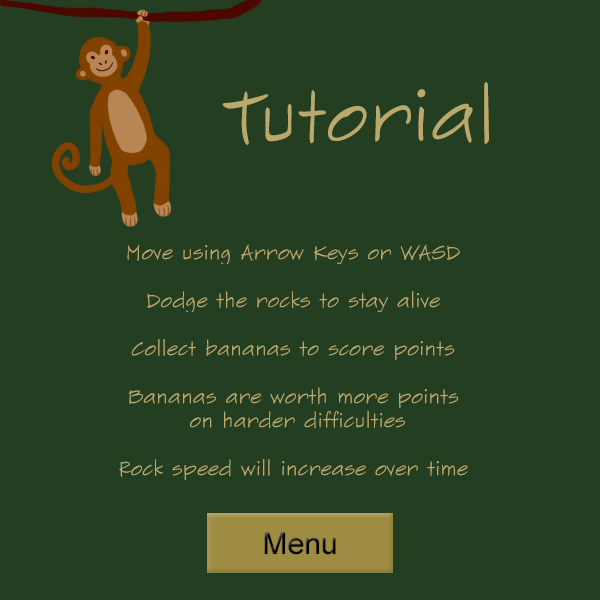 Tutorial
Move using Arrow Keys or WASD
Dodge the rocks to stay alive
Collect bananas to score points
Bananas are worth more points
on harder difficulties
Rock speed will increase over time
Menu